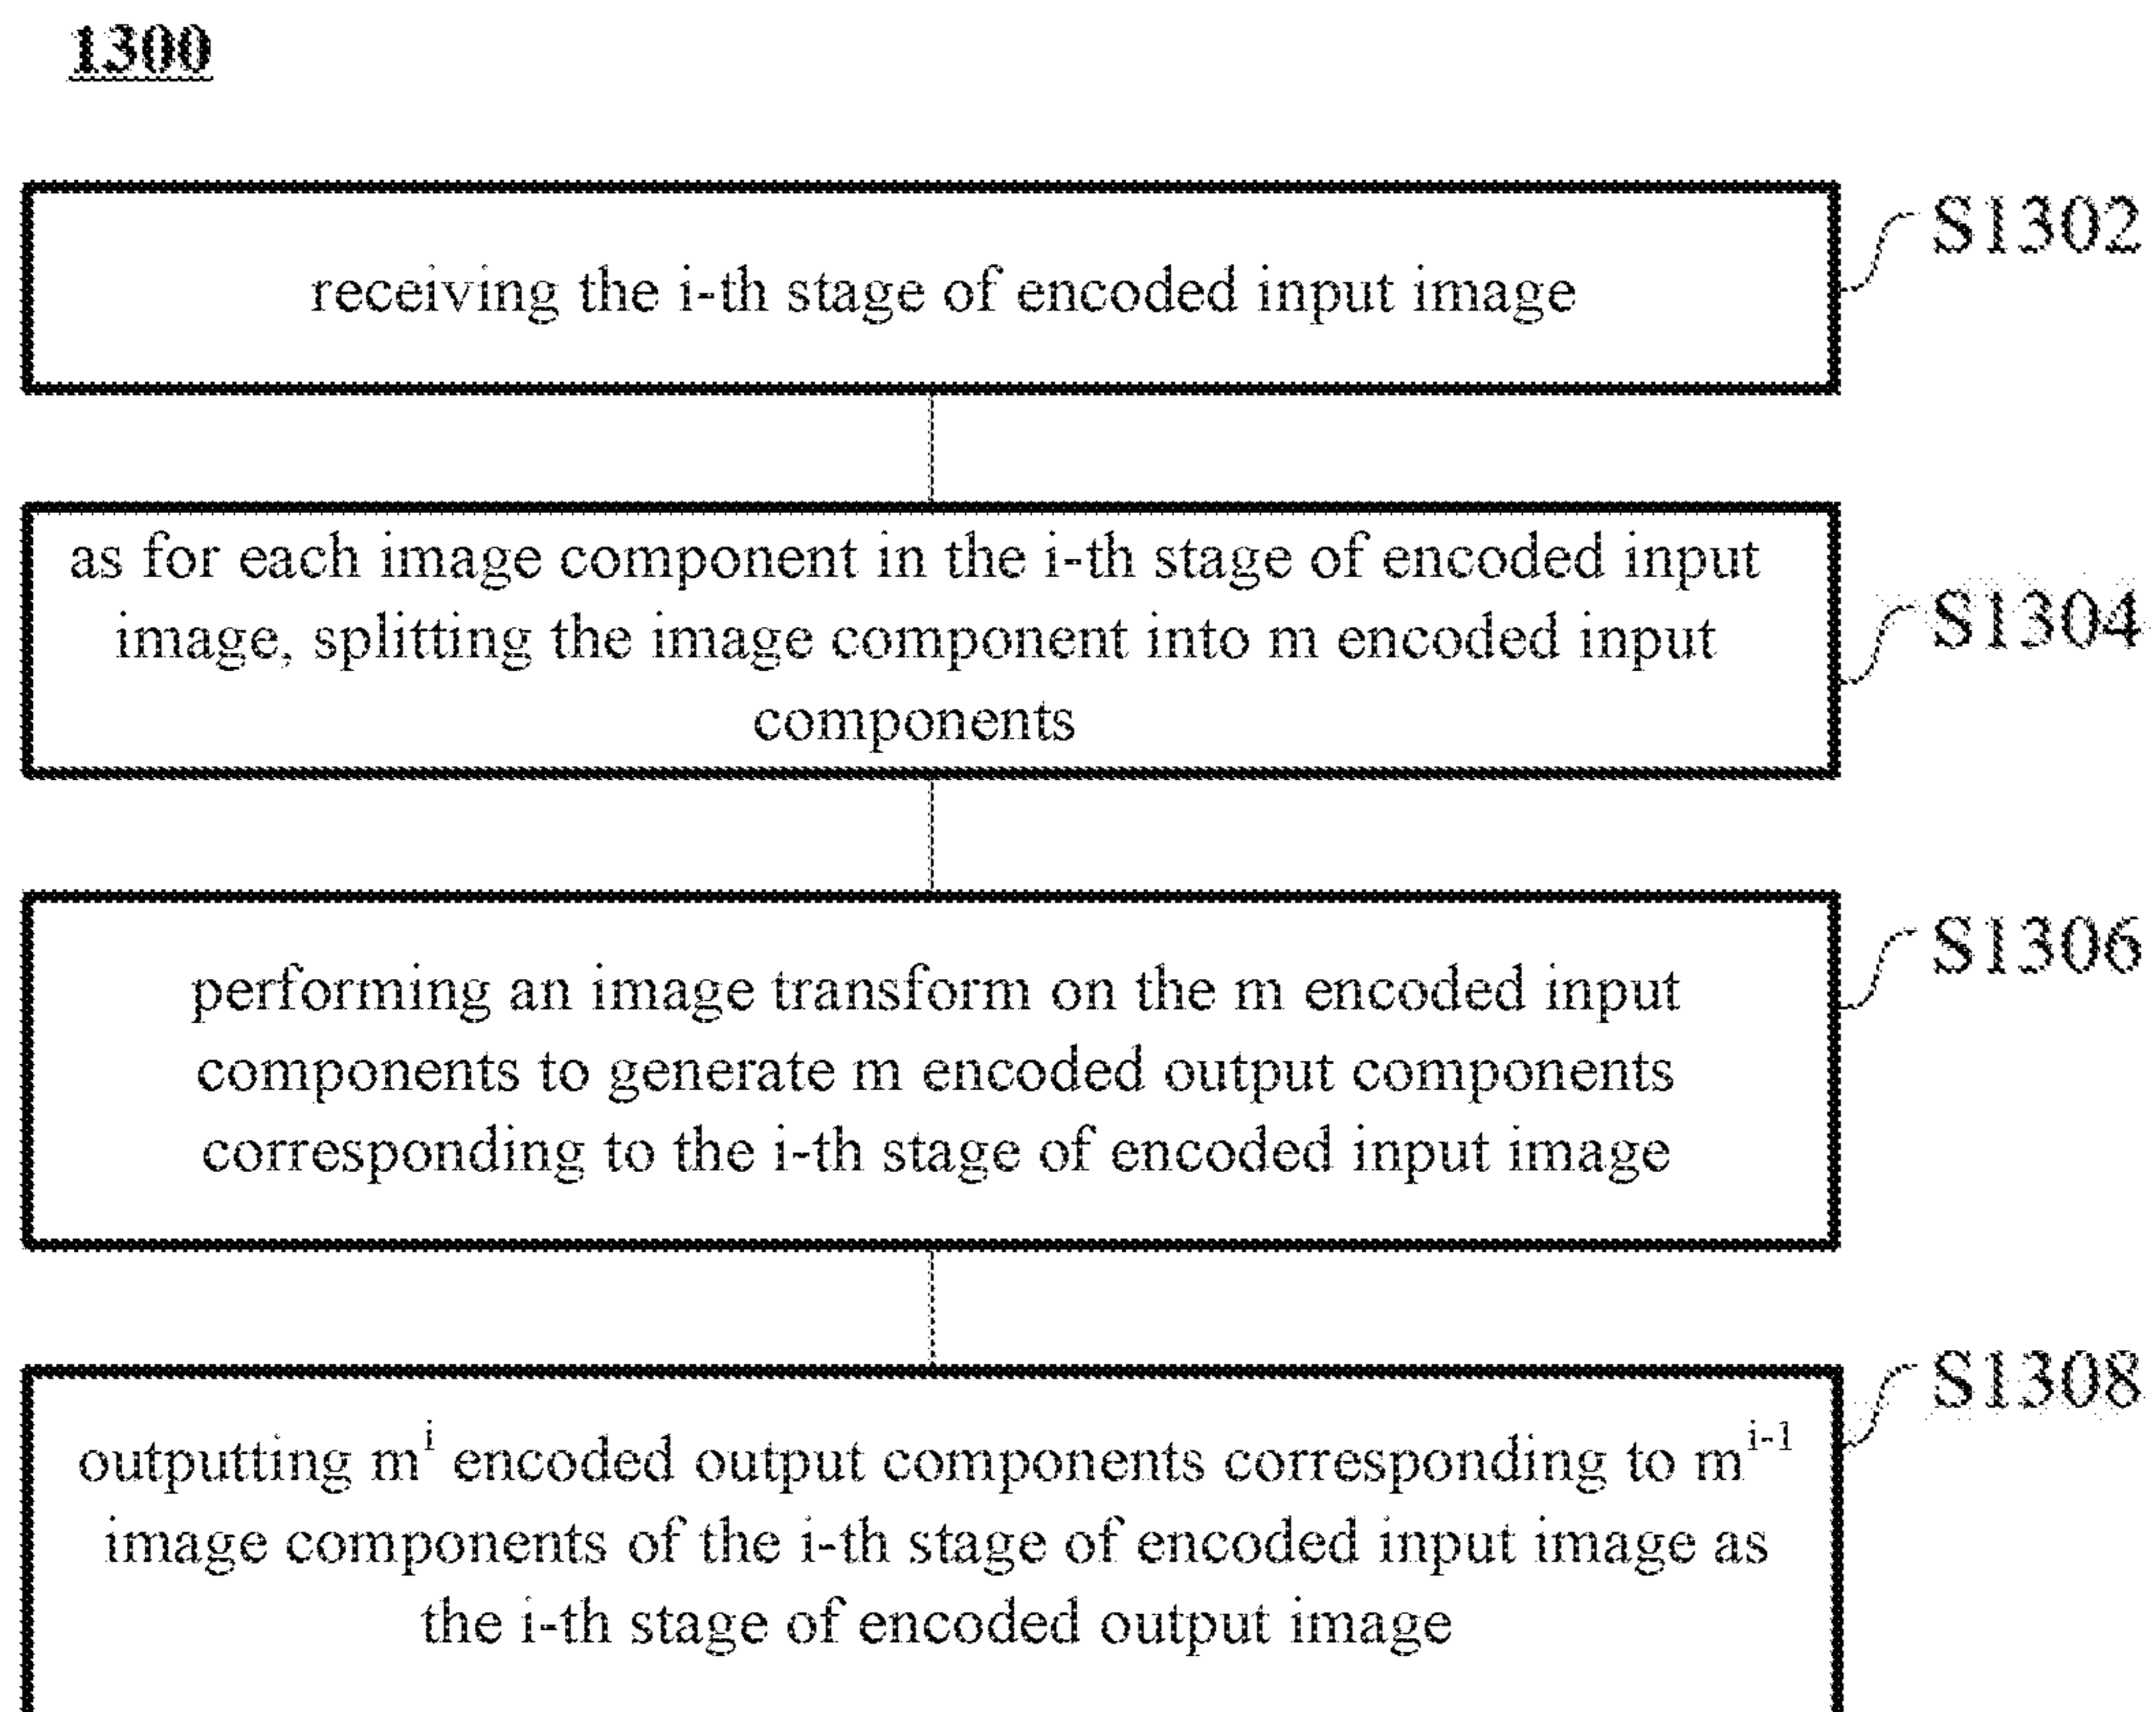 1300
receiving the i-th stage of encoded input image
S1302
as for each image component in the i-th stage of encoded input
image, splitting the image component into m encoded input
components
S1304
performing an image transform on the m encoded input
components to generate m encoded output components
corresponding to the i-th stage of encoded input image
S1306
outputting mⁱ encoded output components corresponding to mⁱ⁻¹
image components of the i-th stage of encoded input image as
the i-th stage of encoded output image
S1308